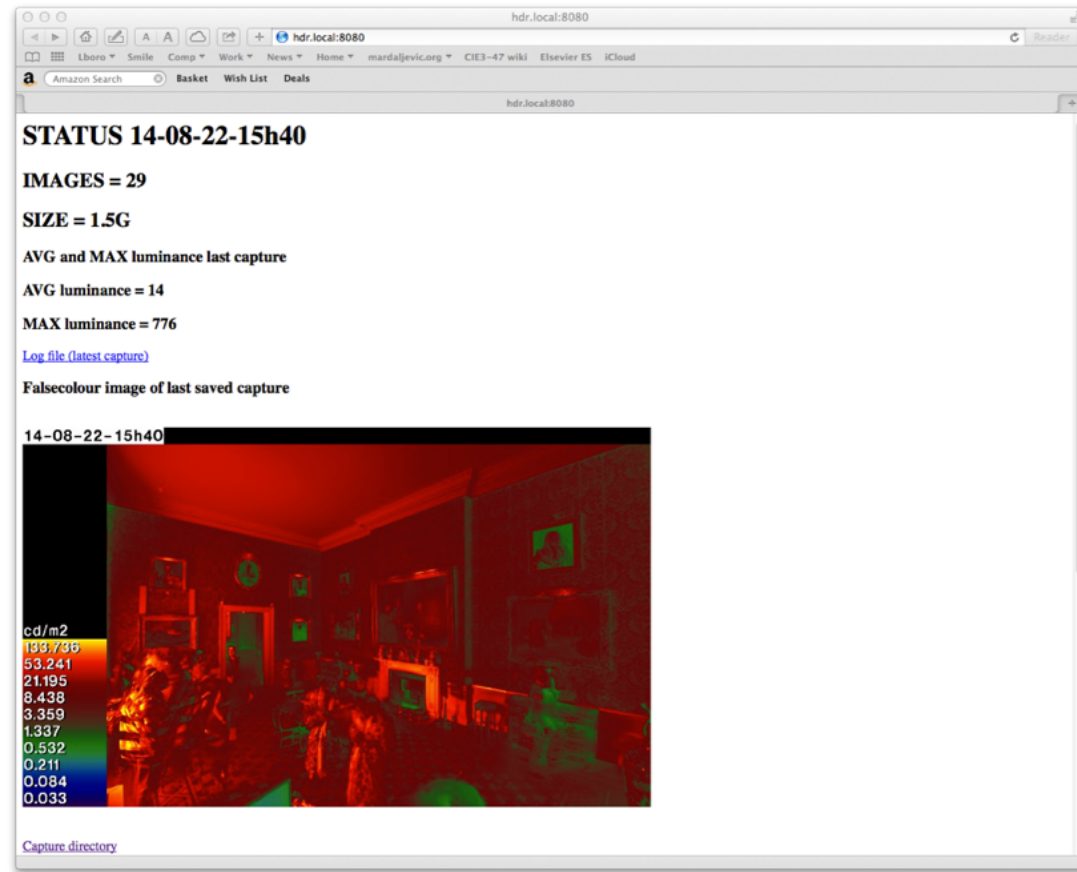 hdr.local:8080
A A + hdr.local:8080 Reader
Lboro Smile Comp Work News Home mardaljevic.org CIE3-47 wiki Elsevier ES iCloud
a Amazon Search Basket Wish List Deals
hdr.local:8080 +
STATUS 14-08-22-15h40
IMAGES = 29
SIZE = 1.5G
AVG and MAX luminance last capture
AVG luminance = 14
MAX luminance = 776
Log file (latest capture)
Falsecolour image of last saved capture
14-08-22-15h40
cd/m2
133.736
53.241
21.195
8.438
3.359
1.337
0.532
0.211
0.084
0.033
Capture directory